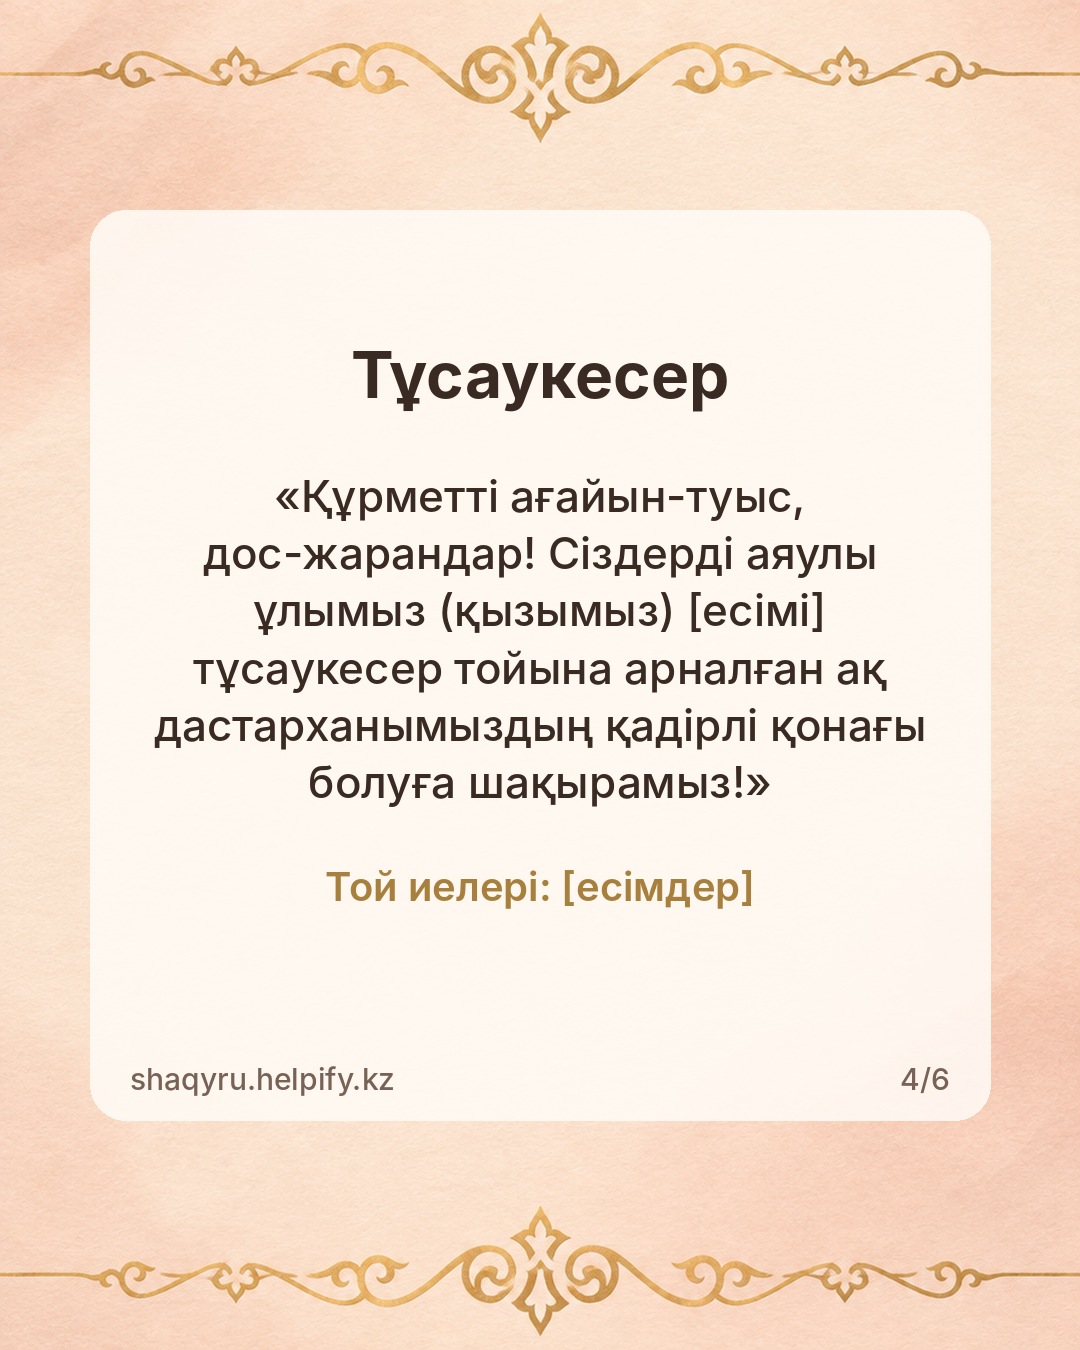 Тұсаукесер
«Құрметті ағайын-туыс,
дос-жарандар! Сіздерді аяулы
ұлымыз (қызымыз) [есімі]
тұсаукесер тойына арналған ақ
дастарханымыздың қадірлі қонағы
болуға шақырамыз!»
Той иелері: [есімдер]
shaqyru.helpify.kz
4/6